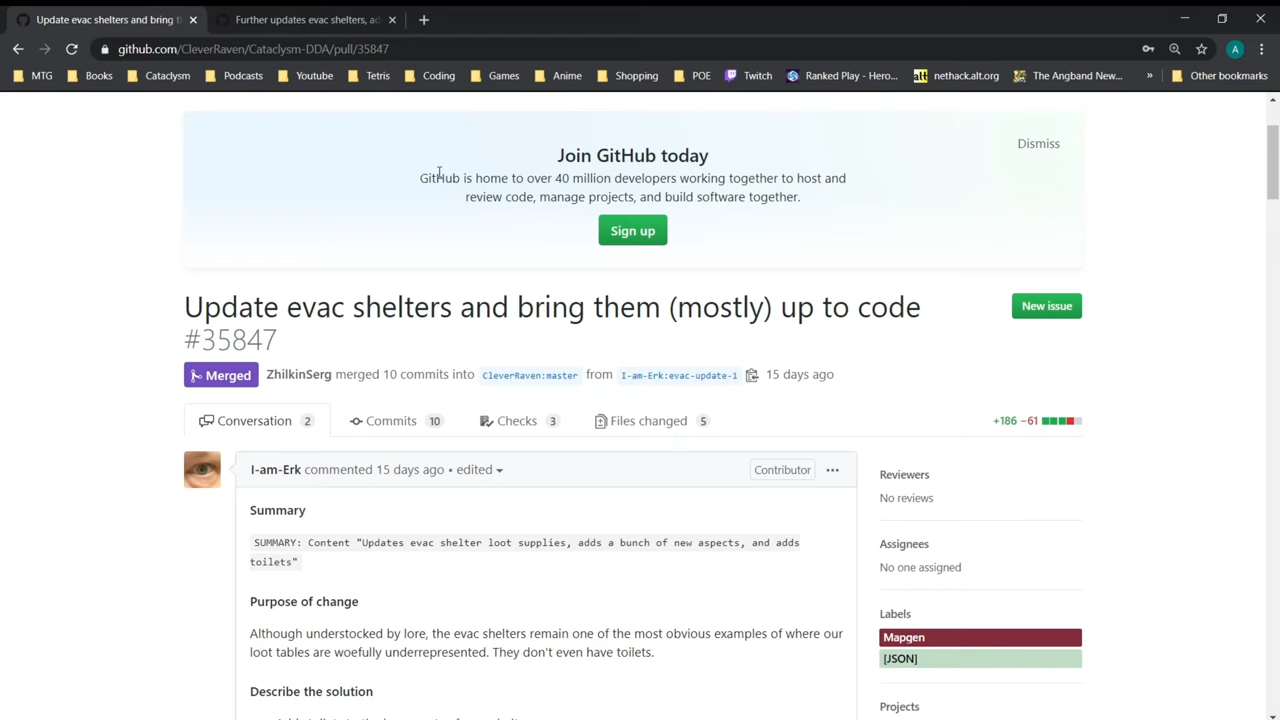 Update evac shelters and bring t
Further updates evac shelters, ad
github.com/CleverRaven/Cataclysm-DDA/pull/35847
A
MTG
Books
Cataclysm
Podcasts
Youtube
Tetris
Coding
Games
Anime
Shopping
POE
Twitch
Ranked Play - Hero...
alt
nethack.alt.org
The Angband New...
»
Other bookmarks
Join GitHub today
Dismiss
GitHub is home to over 40 million developers working together to host and
review code, manage projects, and build software together.
Sign up
Update evac shelters and bring them (mostly) up to code
#35847
New issue
Merged ZhilkinSerg merged 10 commits into CleverRaven:master from I-am-Erk:evac-update-1 15 days ago
Conversation 2
Commits 10
Checks 3
Files changed 5
+186 −61
I-am-Erk commented 15 days ago • edited
Contributor
Summary
SUMMARY: Content "Updates evac shelter loot supplies, adds a bunch of new aspects, and adds
toilets"
Purpose of change
Although understocked by lore, the evac shelters remain one of the most obvious examples of where our
loot tables are woefully underrepresented. They don't even have toilets.
Describe the solution
Reviewers
No reviews
Assignees
No one assigned
Labels
Mapgen
[JSON]
Projects